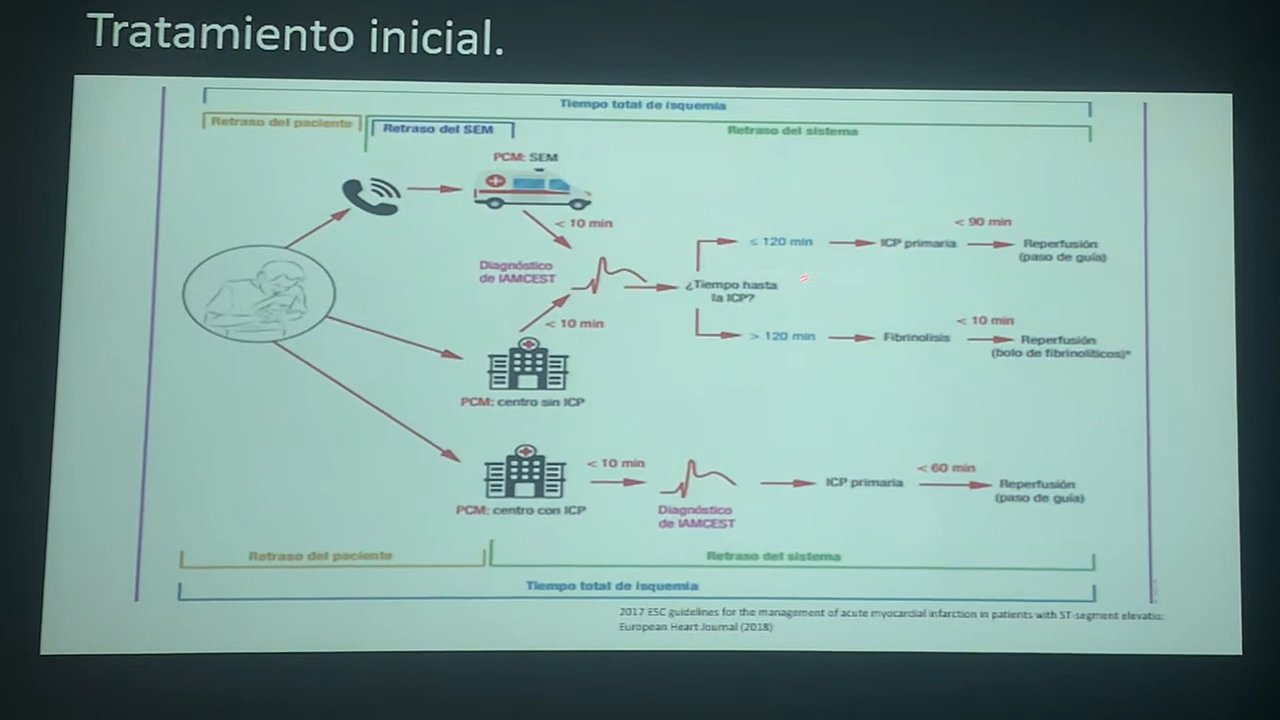 Tratamiento inicial.
Tiempo total de isquemia
Retraso del paciente
Retraso del SEM
Retraso del sistema
PCM: SEM
< 10 min
Diagnóstico
de IAMCEST
< 10 min
PCM: centro sin ICP
¿Tiempo hasta
la ICP?
≤ 120 min
ICP primaria
< 90 min
Reperfusión
(paso de guía)
> 120 min
Fibrinolisis
< 10 min
Reperfusión
(bolo de fibrinolíticos)*
PCM: centro con ICP
< 10 min
Diagnóstico
de IAMCEST
ICP primaria
< 60 min
Reperfusión
(paso de guía)
Retraso del paciente
Retraso del sistema
Tiempo total de isquemia
2017 ESC guidelines for the management of acute myocardial infarction in patients with ST-segment elevatio.
European Heart Journal (2018)